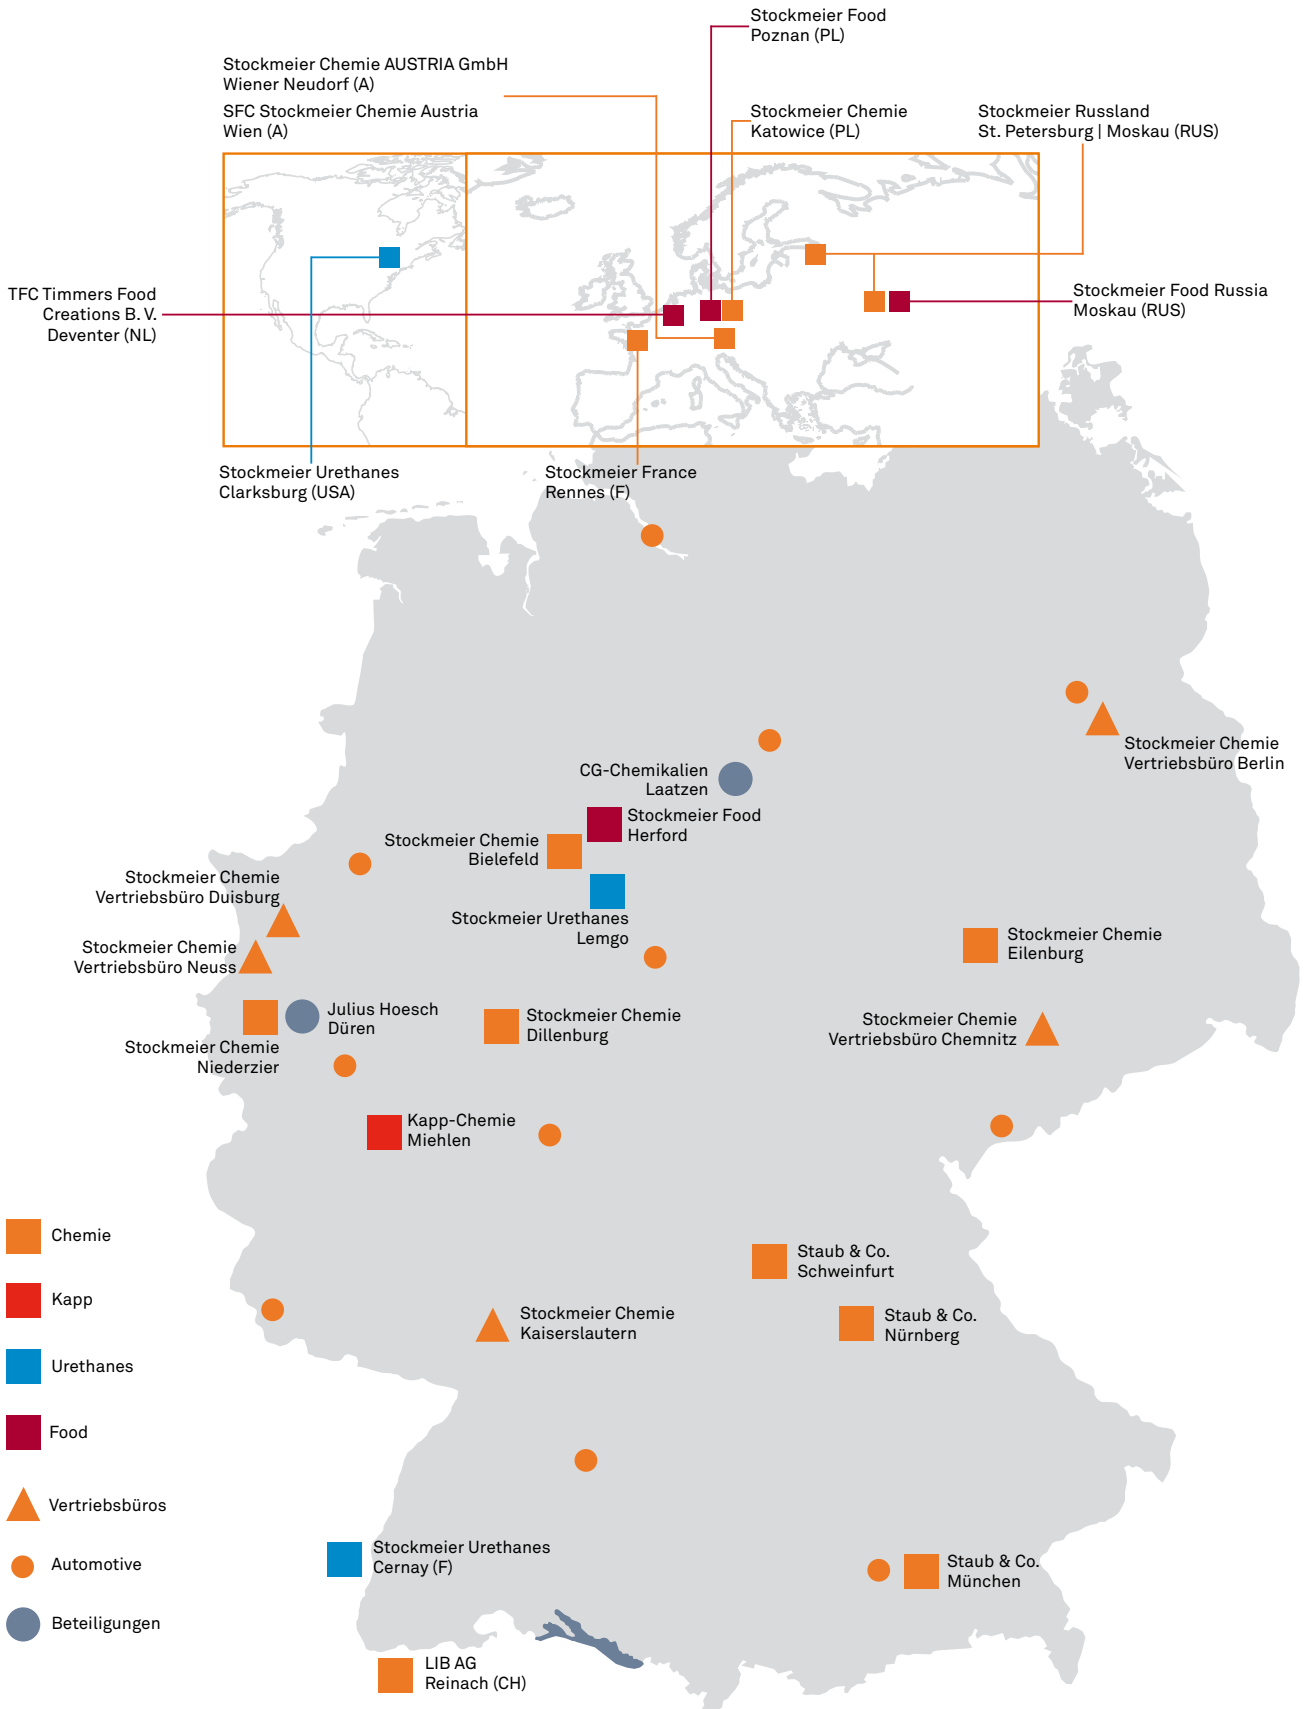 Stockmeier Food
Poznan (PL)
Stockmeier Chemie AUSTRIA GmbH
Wiener Neudorf (A)
SFC Stockmeier Chemie Austria
Wien (A)
Stockmeier Chemie
Katowice (PL)
Stockmeier Russland
St. Petersburg | Moskau (RUS)
TFC Timmers Food
Creations B. V.
Deventer (NL)
Stockmeier Food Russia
Moskau (RUS)
Stockmeier Urethanes
Clarksburg (USA)
Stockmeier France
Rennes (F)
Stockmeier Chemie
Vertriebsbüro Berlin
CG-Chemikalien
Laatzen
Stockmeier Food
Herford
Stockmeier Chemie
Bielefeld
Stockmeier Chemie
Vertriebsbüro Duisburg
Stockmeier Urethanes
Lemgo
Stockmeier Chemie
Vertriebsbüro Neuss
Stockmeier Chemie
Eilenburg
Julius Hoesch
Düren
Stockmeier Chemie
Dillenburg
Stockmeier Chemie
Vertriebsbüro Chemnitz
Stockmeier Chemie
Niederzier
Kapp-Chemie
Miehlen
Chemie
Kapp
Urethanes
Food
Vertriebsbüros
Automotive
Beteiligungen
Staub & Co.
Schweinfurt
Stockmeier Chemie
Kaiserslautern
Staub & Co.
Nürnberg
Stockmeier Urethanes
Cernay (F)
Staub & Co.
München
LIB AG
Reinach (CH)